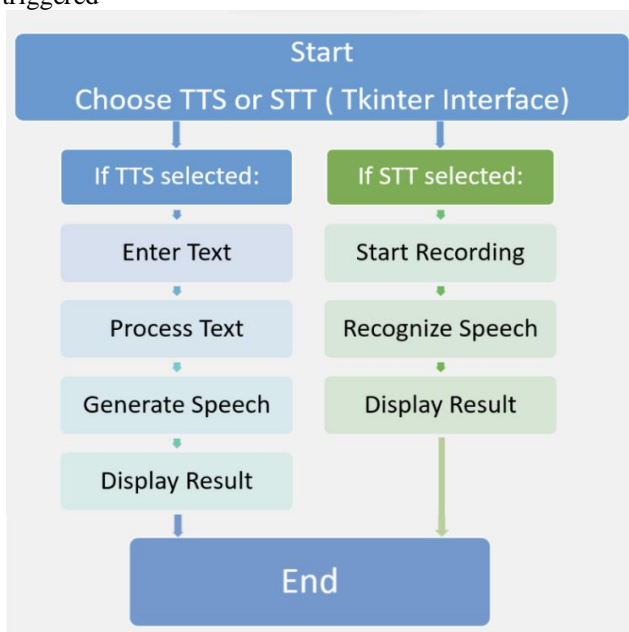 triggered
Start
Choose TTS or STT ( Tkinter Interface)
If TTS selected:
Enter Text
Process Text
Generate Speech
Display Result
If STT selected:
Start Recording
Recognize Speech
Display Result
End